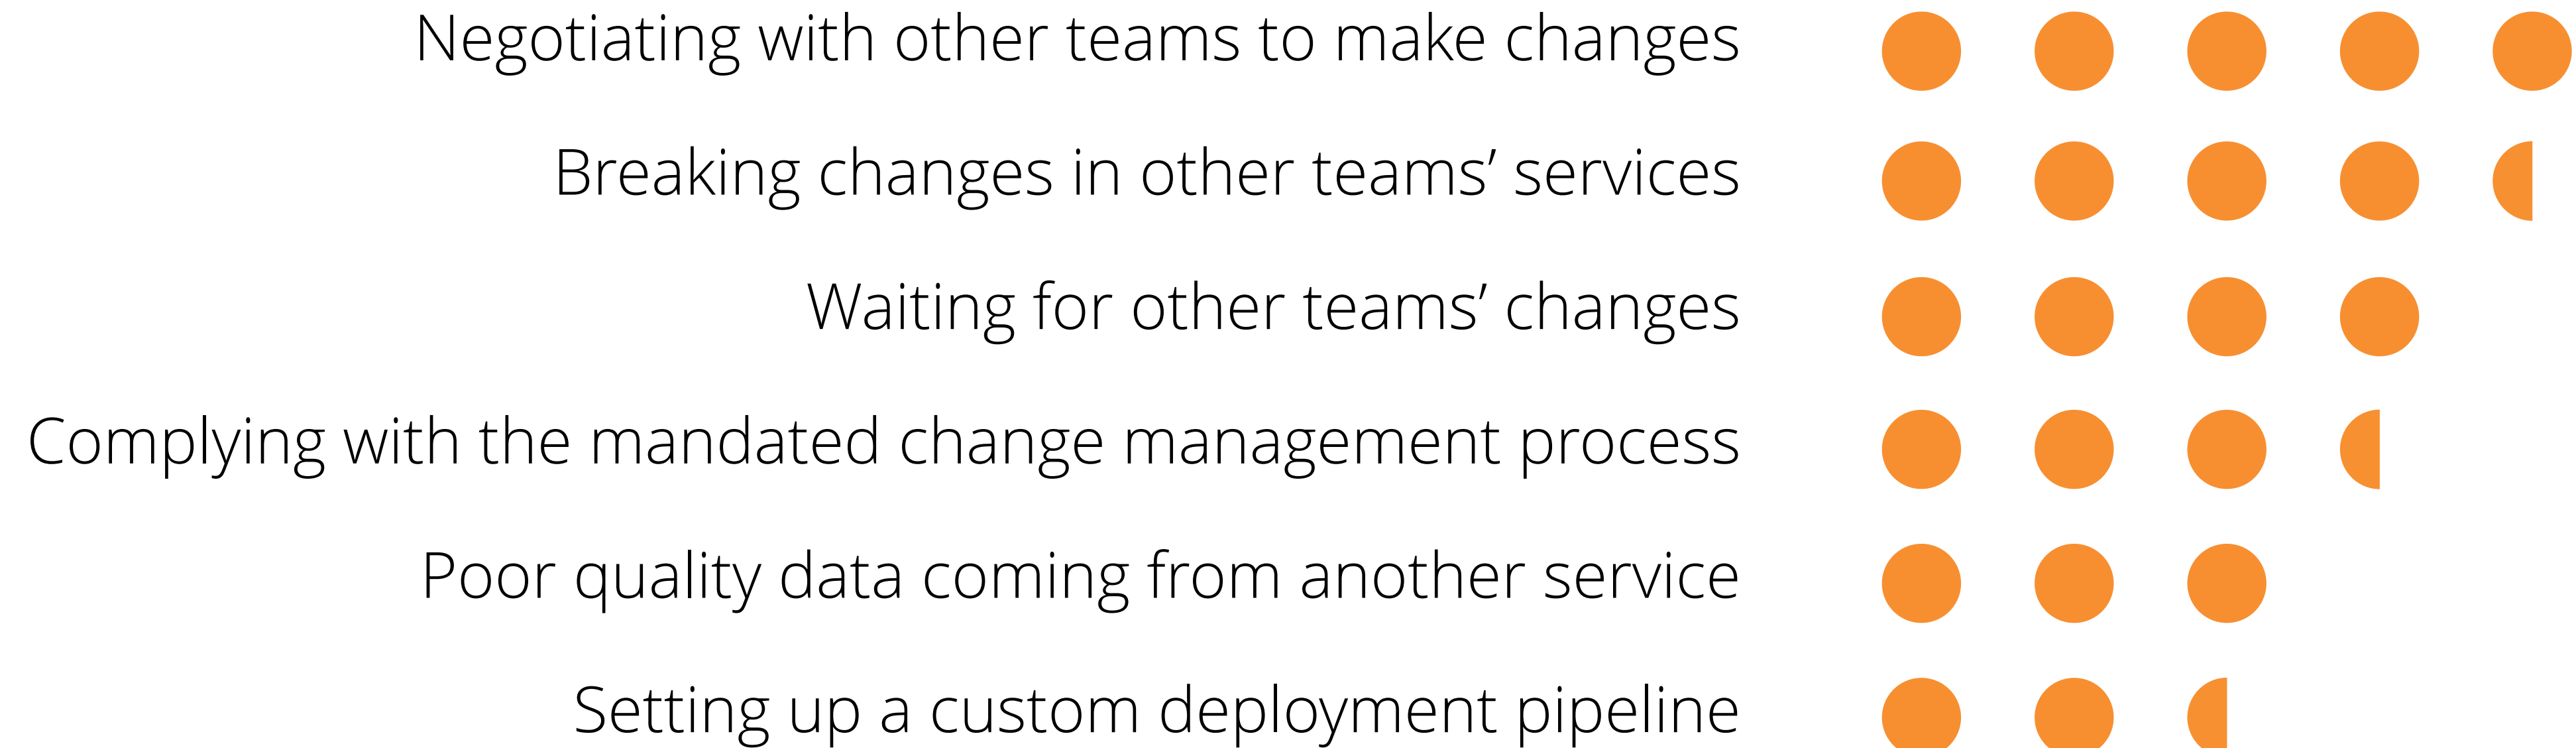 Negotiating with other teams to make changes
Breaking changes in other teams’ services
Waiting for other teams’ changes
Complying with the mandated change management process
Poor quality data coming from another service
Setting up a custom deployment pipeline